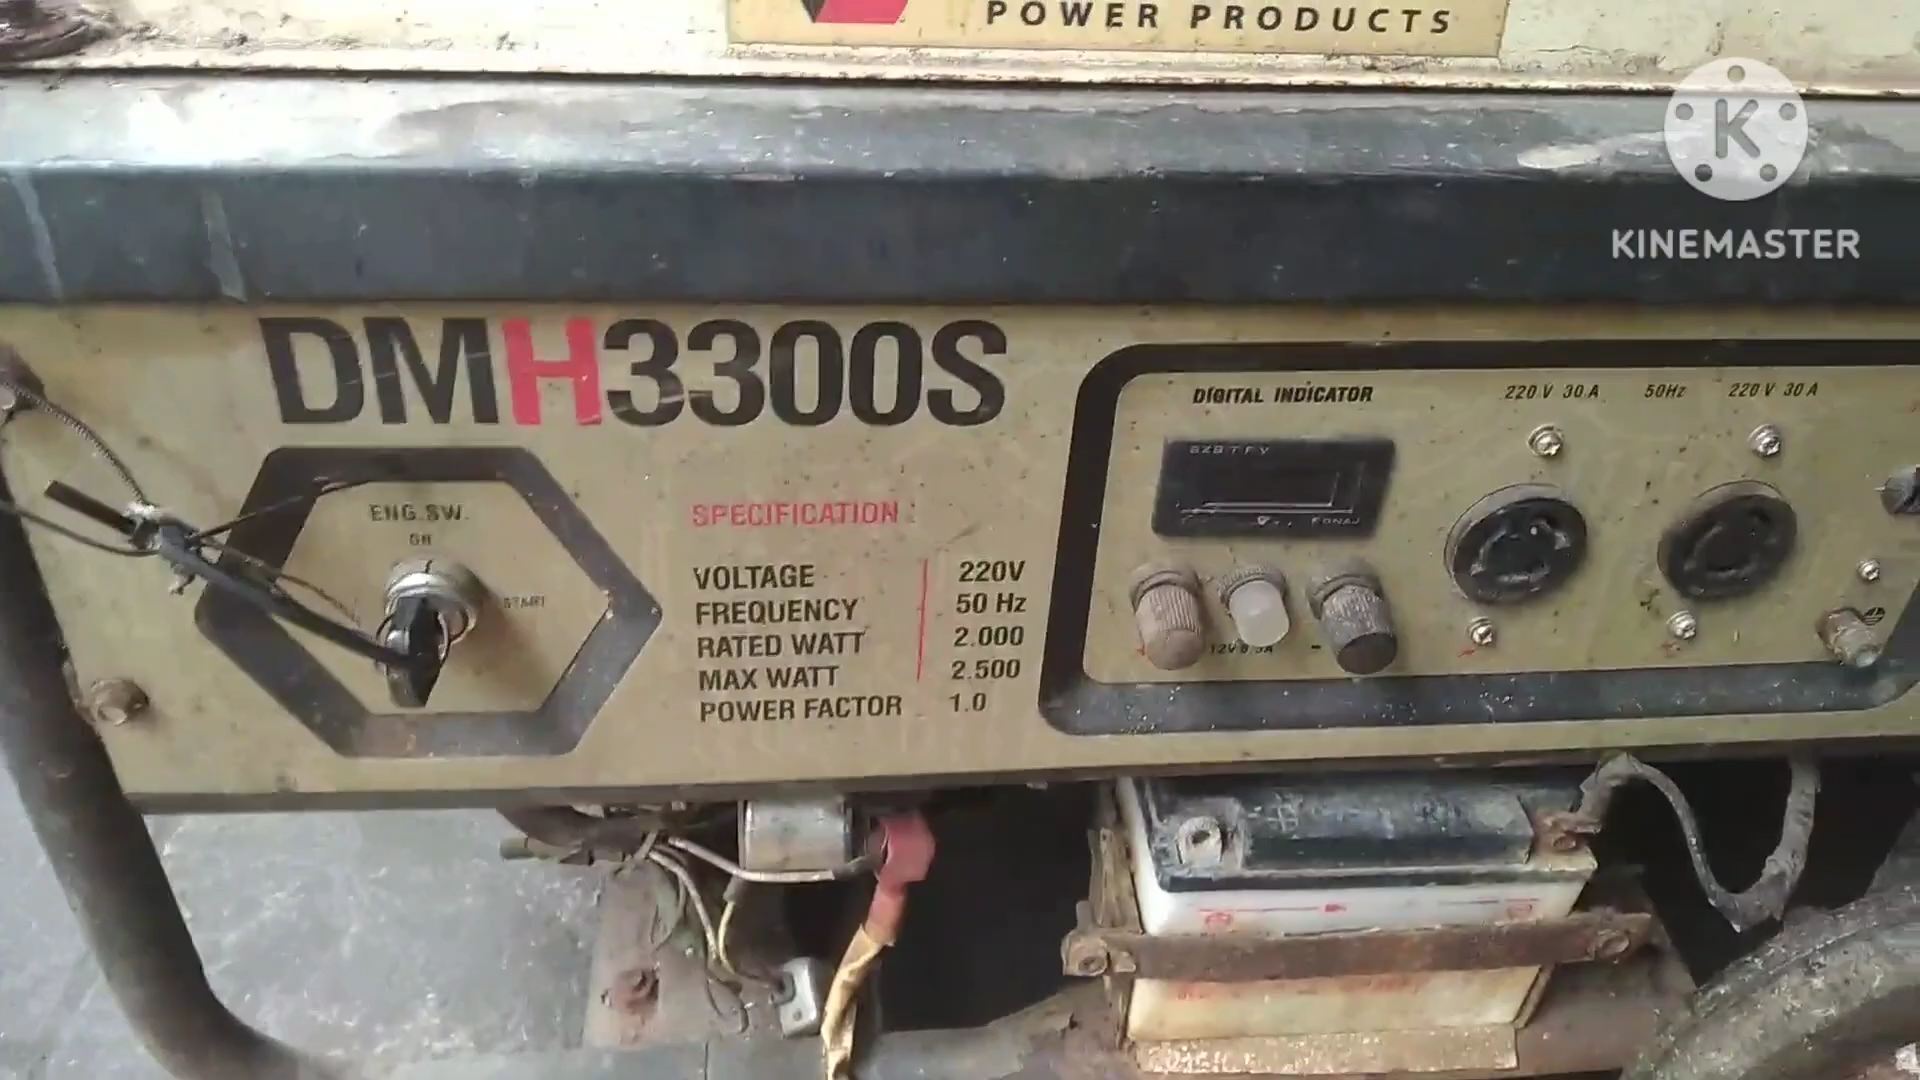 POWER PRODUCTS
KINEMASTER
DMH3300S
ENG.SW.
ON
START
SPECIFICATION :
VOLTAGE 220V
FREQUENCY 50 Hz
RATED WATT 2.000
MAX WATT 2.500
POWER FACTOR 1.0
DIGITAL INDICATOR
220 V 30 A 50Hz 220 V 30 A